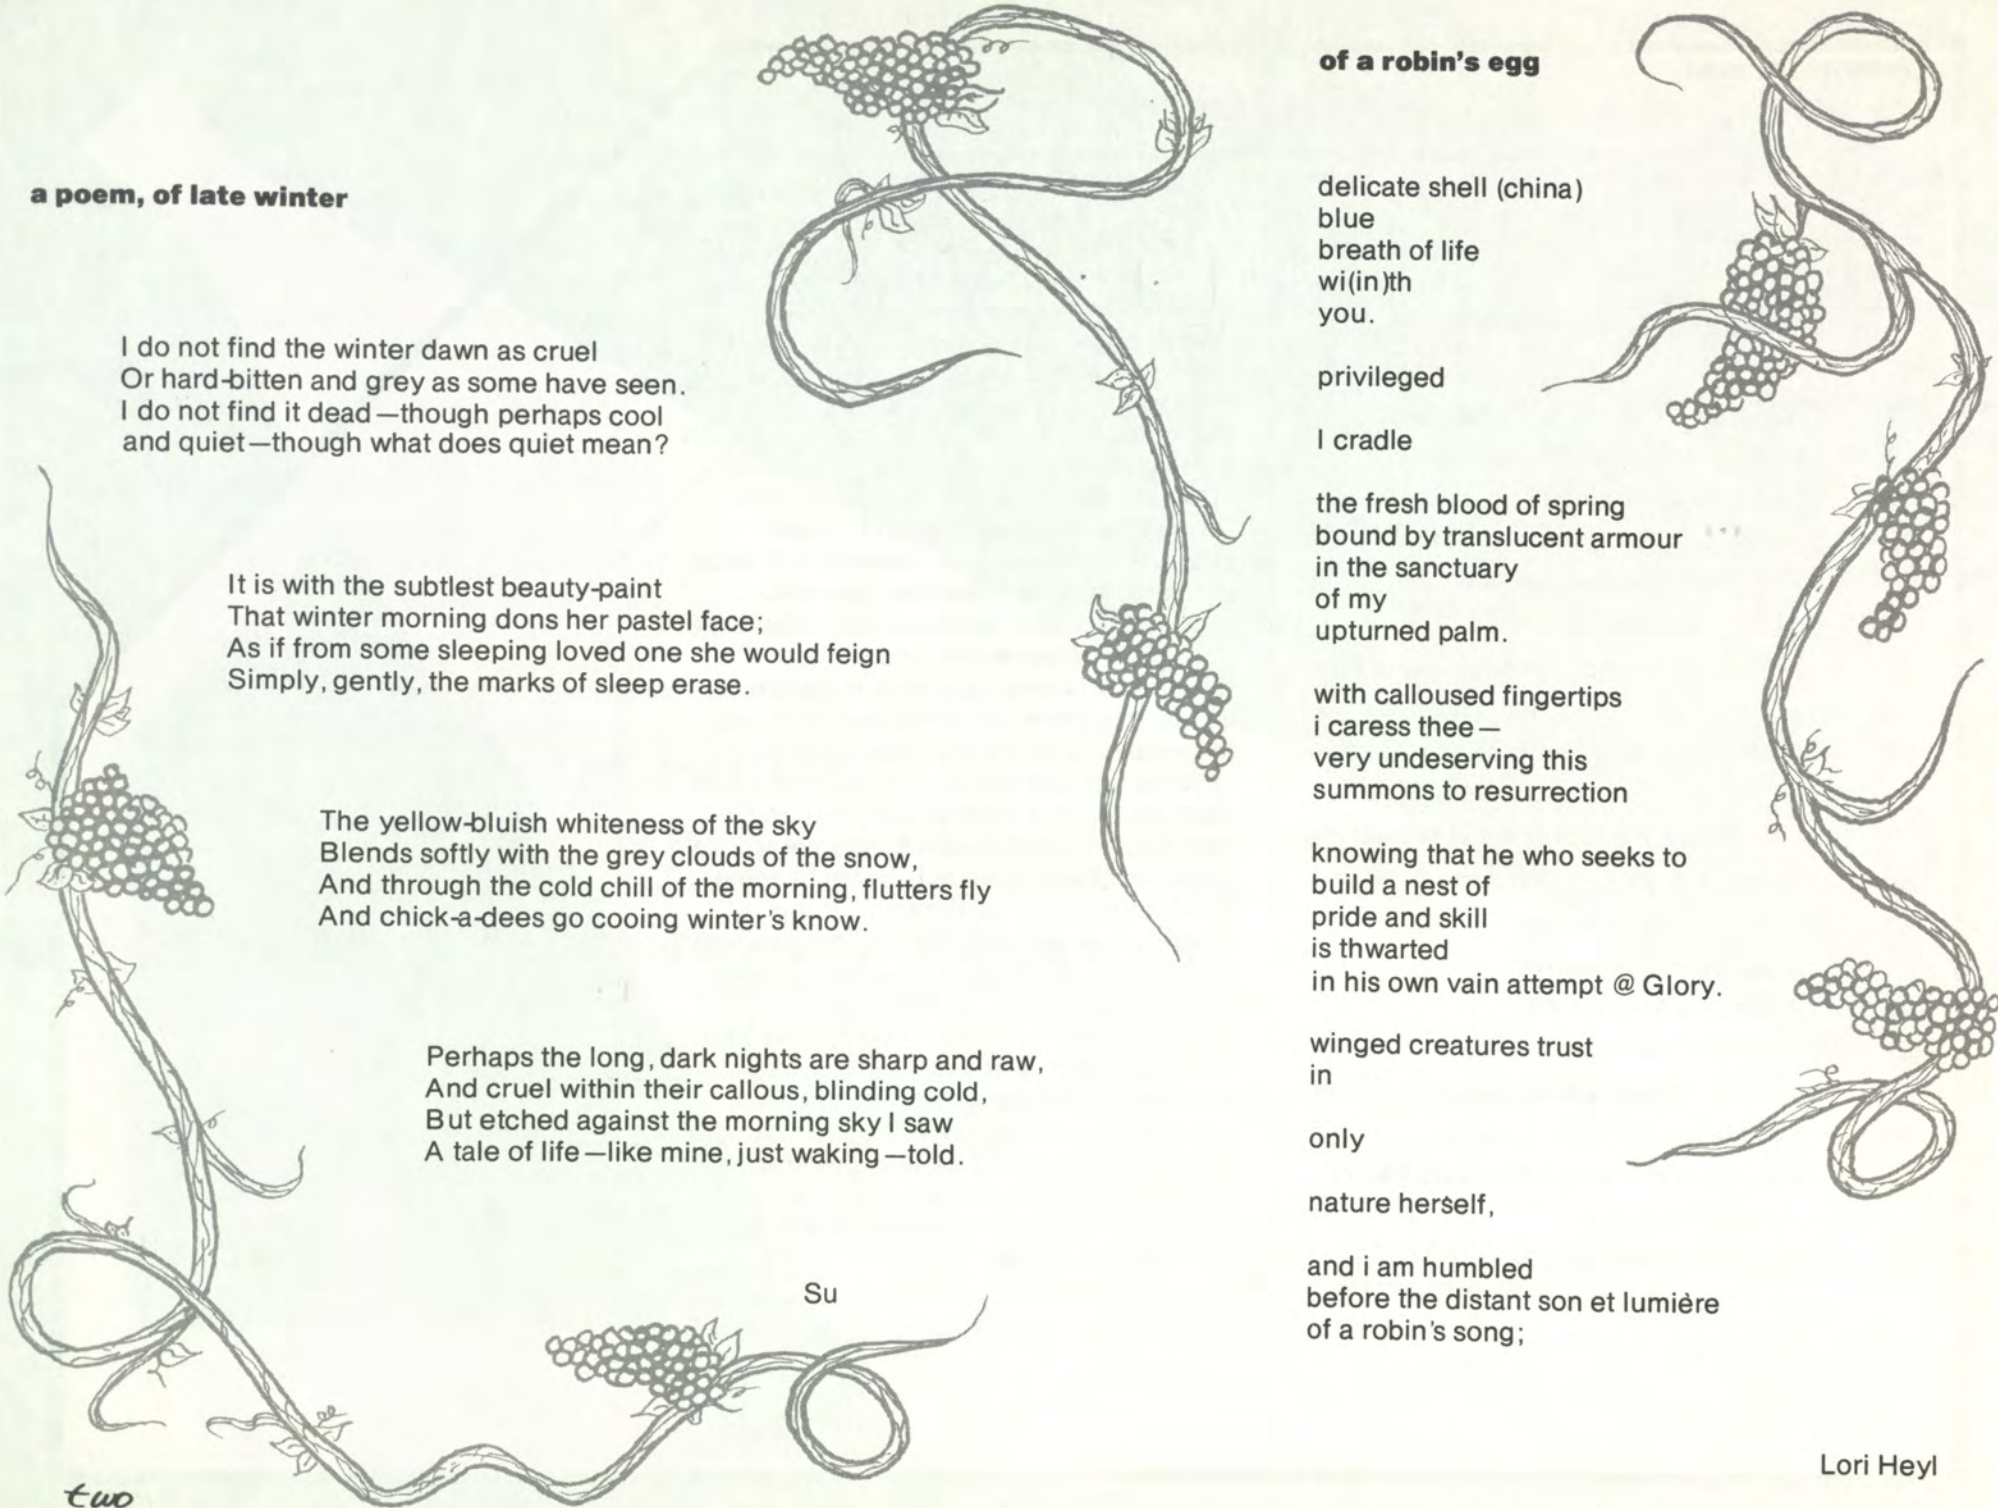 a poem, of late winter
I do not find the winter dawn as cruel
Or hard-bitten and grey as some have seen.
I do not find it dead—though perhaps cool
and quiet—though what does quiet mean?
It is with the subtlest beauty-paint
That winter morning dons her pastel face;
As if from some sleeping loved one she would feign
Simply, gently, the marks of sleep erase.
The yellow-bluish whiteness of the sky
Blends softly with the grey clouds of the snow,
And through the cold chill of the morning, flutters fly
And chick-a-dees go cooing winter's know.
Perhaps the long, dark nights are sharp and raw,
And cruel within their callous, blinding cold,
But etched against the morning sky I saw
A tale of life—like mine, just waking—told.
Su
two
of a robin's egg
delicate shell (china)
blue
breath of life
wi(in)th
you.
privileged
I cradle
the fresh blood of spring
bound by translucent armour
in the sanctuary
of my
upturned palm.
with calloused fingertips
i caress thee—
very undeserving this
summons to resurrection
knowing that he who seeks to
build a nest of
pride and skill
is thwarted
in his own vain attempt @ Glory.
winged creatures trust
in
only
nature herself,
and i am humbled
before the distant son et lumière
of a robin's song;
Lori Heyl